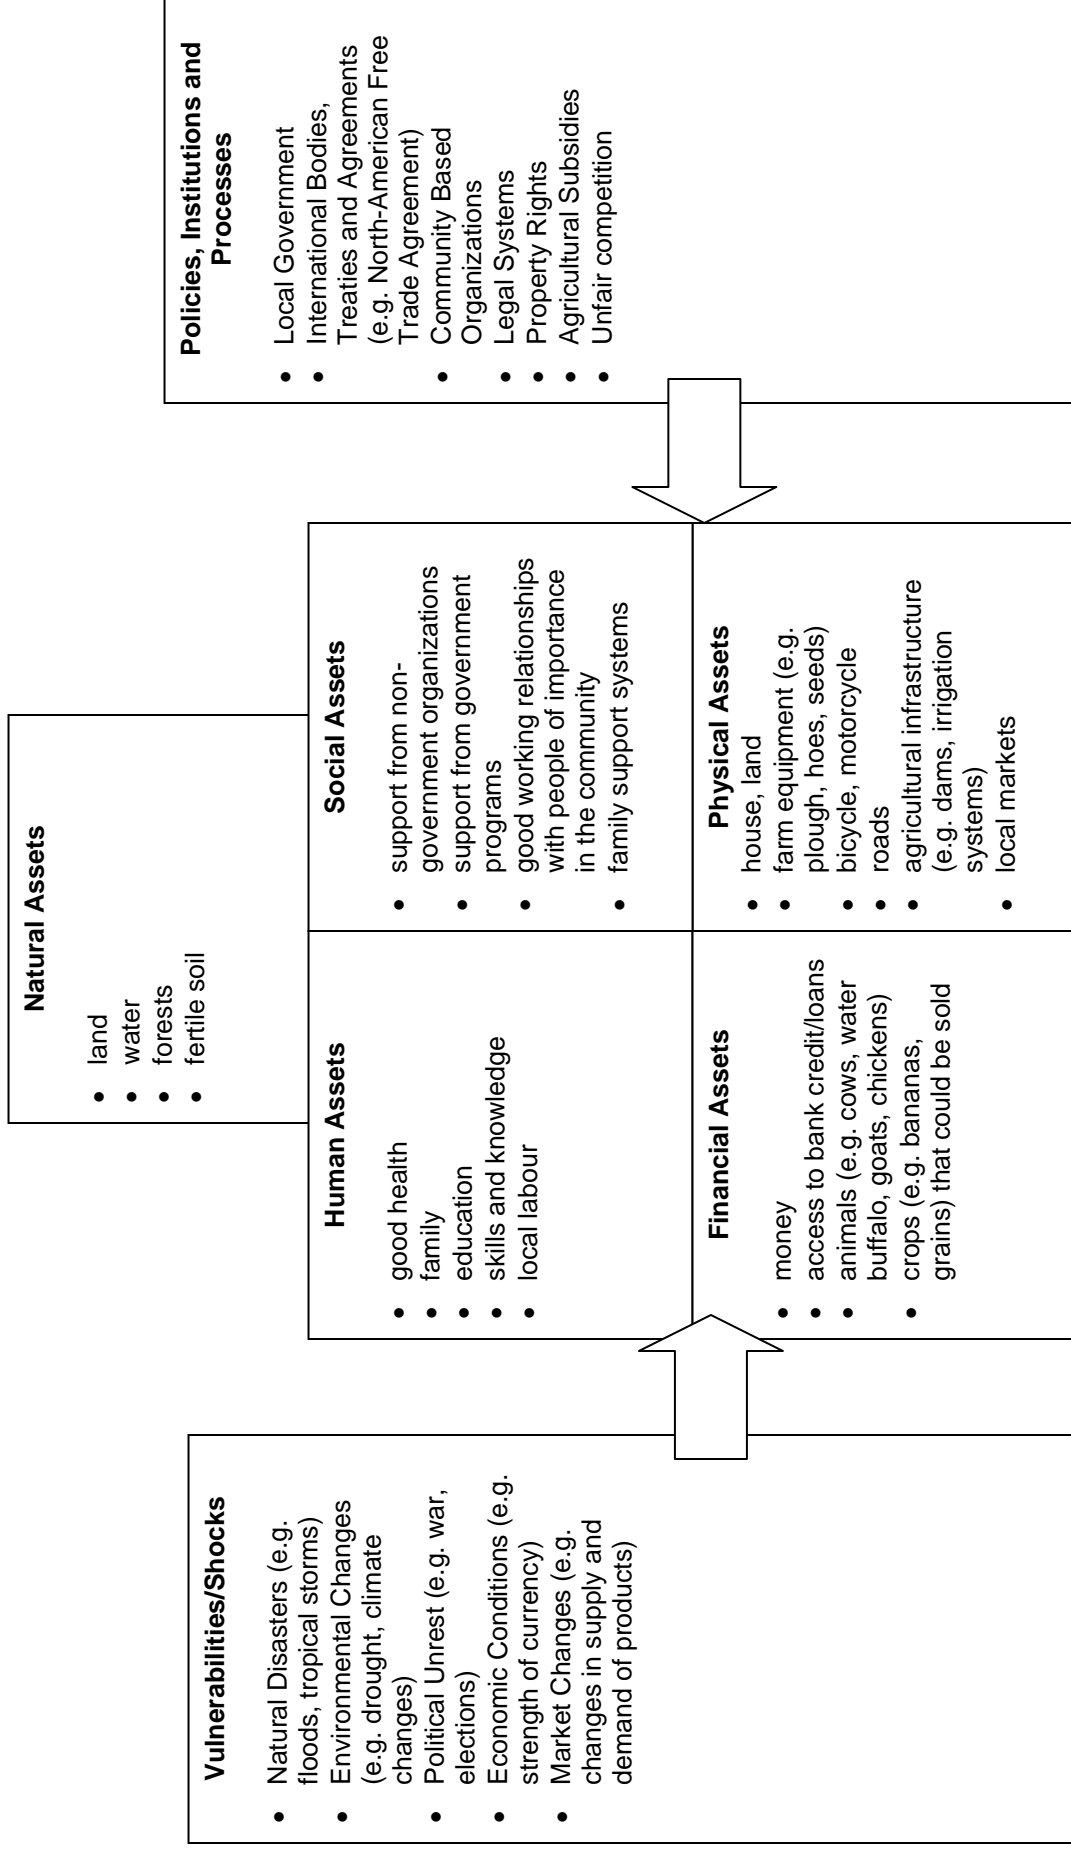 Natural Assets
• land
• water
• forests
• fertile soil
Vulnerabilities/Shocks
• Natural Disasters (e.g.
floods, tropical storms)
• Environmental Changes
(e.g. drought, climate
changes)
• Political Unrest (e.g. war,
elections)
• Economic Conditions (e.g.
strength of currency)
• Market Changes (e.g.
changes in supply and
demand of products)
Human Assets
• good health
• family
• education
• skills and knowledge
• local labour
Social Assets
• support from non-
government organizations
• support from government
programs
• good working relationships
with people of importance
in the community
• family support systems
Financial Assets
• money
• access to bank credit/loans
• animals (e.g. cows, water
buffalo, goats, chickens)
• crops (e.g. bananas,
grains) that could be sold
Physical Assets
• house, land
• farm equipment (e.g.
plough, hoes, seeds)
• bicycle, motorcycle
• roads
• agricultural infrastructure
(e.g. dams, irrigation
systems)
• local markets
Policies, Institutions and
Processes
• Local Government
• International Bodies,
Treaties and Agreements
(e.g. North-American Free
Trade Agreement)
• Community Based
Organizations
• Legal Systems
• Property Rights
• Agricultural Subsidies
• Unfair competition